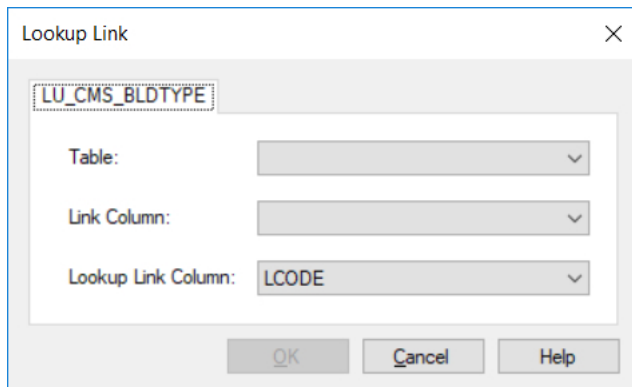 Lookup Link
LU_CMS_BLDTYPE
Table:
Link Column:
Lookup Link Column: LCODE
OK Cancel Help